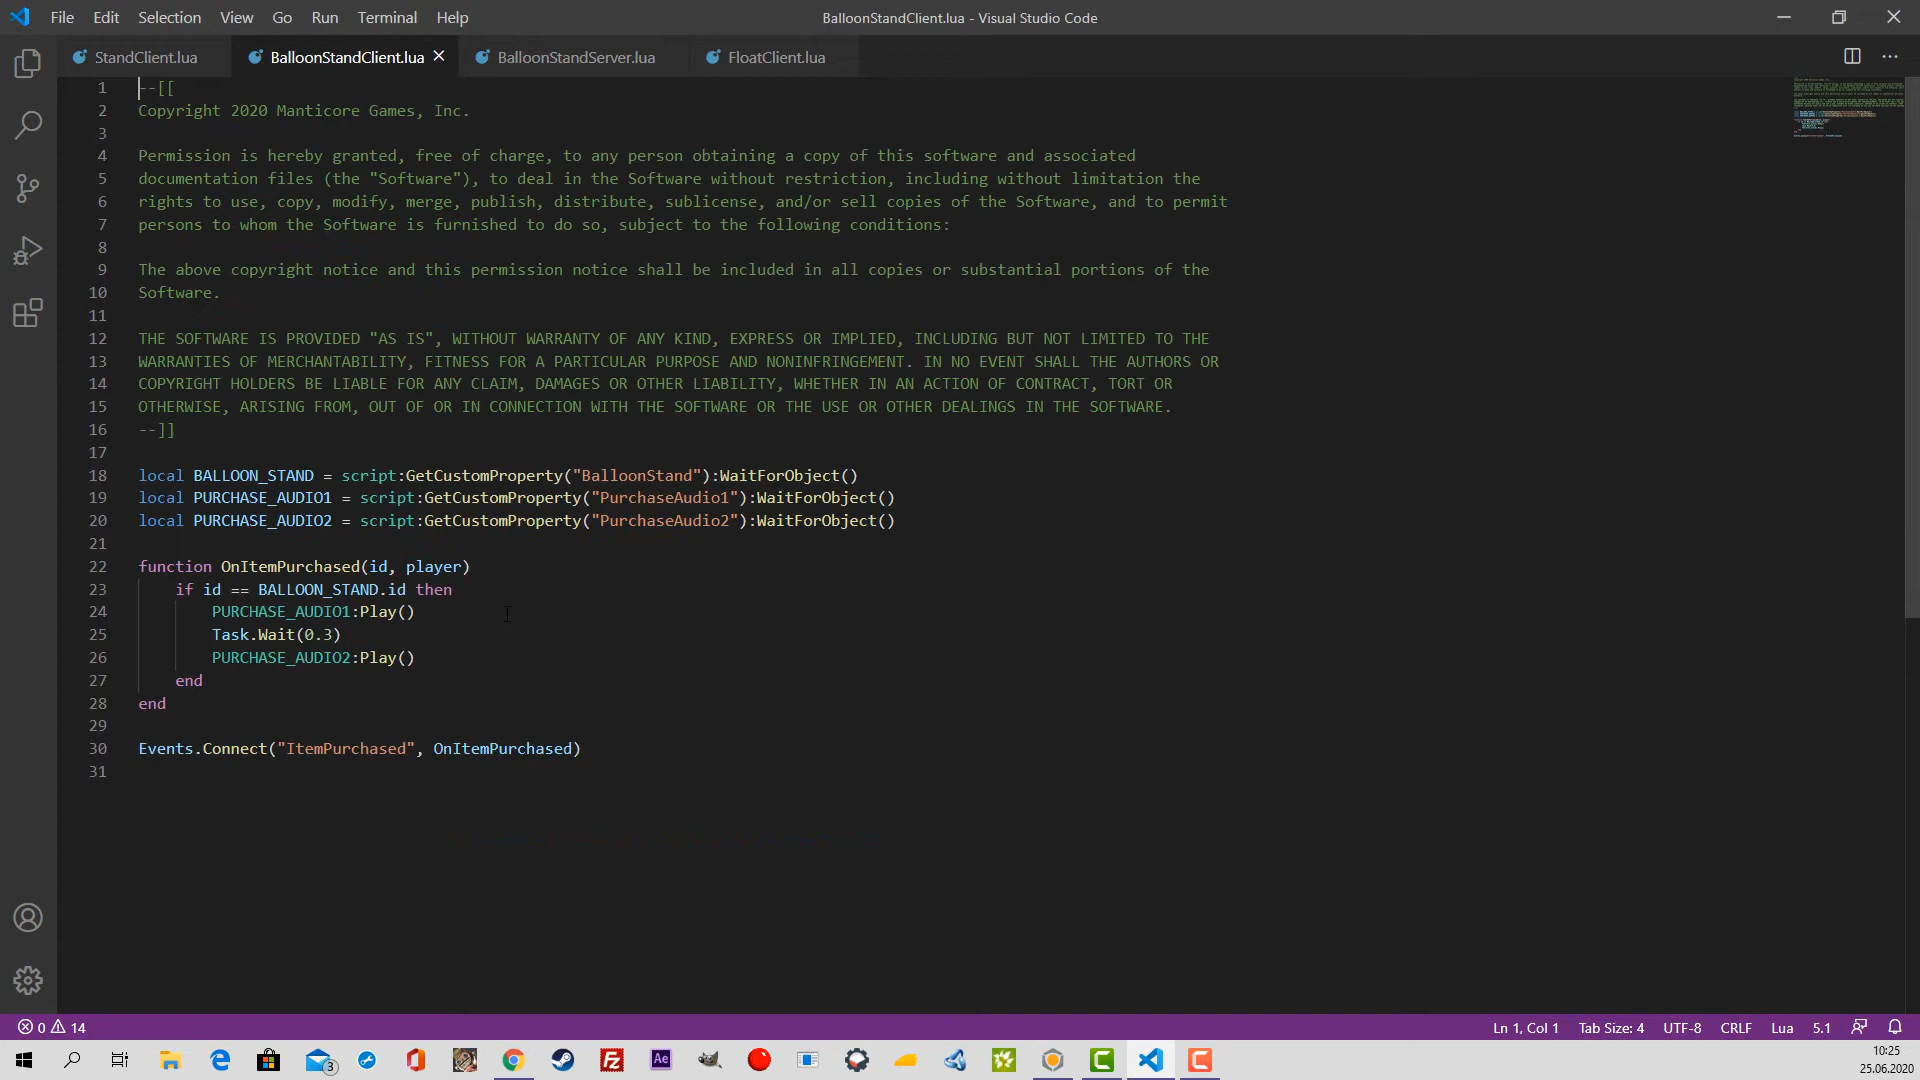 File Edit Selection View Go Run Terminal Help
BalloonStandClient.lua - Visual Studio Code
StandClient.lua BalloonStandClient.lua BalloonStandServer.lua FloatClient.lua
1 --[[
2 Copyright 2020 Manticore Games, Inc.
3
4 Permission is hereby granted, free of charge, to any person obtaining a copy of this software and associated
5 documentation files (the "Software"), to deal in the Software without restriction, including without limitation the
6 rights to use, copy, modify, merge, publish, distribute, sublicense, and/or sell copies of the Software, and to permit
7 persons to whom the Software is furnished to do so, subject to the following conditions:
8
9 The above copyright notice and this permission notice shall be included in all copies or substantial portions of the
10 Software.
11
12 THE SOFTWARE IS PROVIDED "AS IS", WITHOUT WARRANTY OF ANY KIND, EXPRESS OR IMPLIED, INCLUDING BUT NOT LIMITED TO THE
13 WARRANTIES OF MERCHANTABILITY, FITNESS FOR A PARTICULAR PURPOSE AND NONINFRINGEMENT. IN NO EVENT SHALL THE AUTHORS OR
14 COPYRIGHT HOLDERS BE LIABLE FOR ANY CLAIM, DAMAGES OR OTHER LIABILITY, WHETHER IN AN ACTION OF CONTRACT, TORT OR
15 OTHERWISE, ARISING FROM, OUT OF OR IN CONNECTION WITH THE SOFTWARE OR THE USE OR OTHER DEALINGS IN THE SOFTWARE.
16 --]]
17
18 local BALLOON_STAND = script:GetCustomProperty("BalloonStand"):WaitForObject()
19 local PURCHASE_AUDIO1 = script:GetCustomProperty("PurchaseAudio1"):WaitForObject()
20 local PURCHASE_AUDIO2 = script:GetCustomProperty("PurchaseAudio2"):WaitForObject()
21
22 function OnItemPurchased(id, player)
23 if id == BALLOON_STAND.id then
24 PURCHASE_AUDIO1:Play()
25 Task.Wait(0.3)
26 PURCHASE_AUDIO2:Play()
27 end
28 end
29
30 Events.Connect("ItemPurchased", OnItemPurchased)
31
0 14
Ln 1, Col 1 Tab Size: 4 UTF-8 CRLF Lua 5.1
3
Ae
10:25
25.06.2020